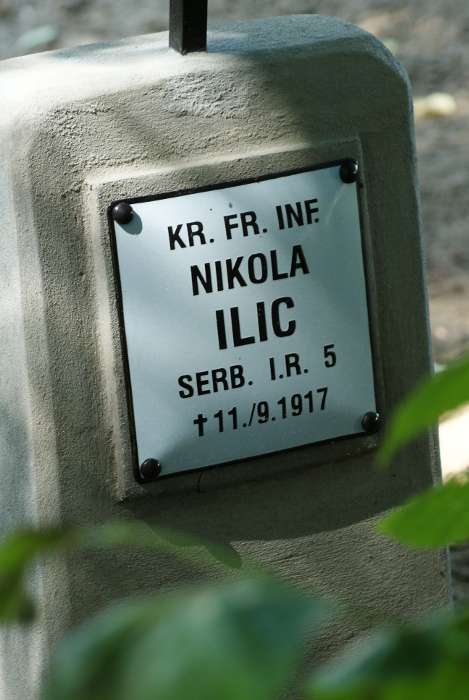 KR. FR. INF.
NIKOLA
ILIC
SERB. I.R. 5
†11./9.1917